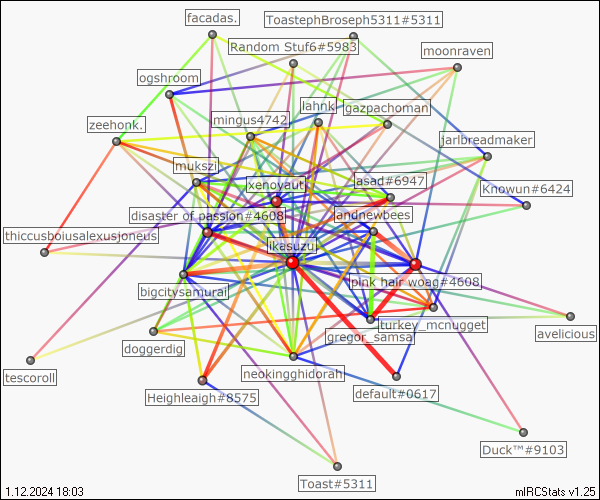 facadas.
ToastephBroseph5311#5311
Random Stuf6#5983
moonraven
ogshroom
lahnk
gazpachoman
zeehonk.
mingus4742
jarlbreadmaker
mukszi
xenovaut
asad#6947
Knowun#6424
disaster of passion#4608
landnewbees
thiccusboiusalexusjoneus
ikasuzu
pink hair woag#4608
bigcitysamurai
turkey_mcnugget
avelicious
doggerdig
gregor_samsa
tescoroll
neokingghidorah
default#0617
Heighleaigh#8575
Duck™#9103
Toast#5311
1.12.2024 18:03
mIRCStats v1.25